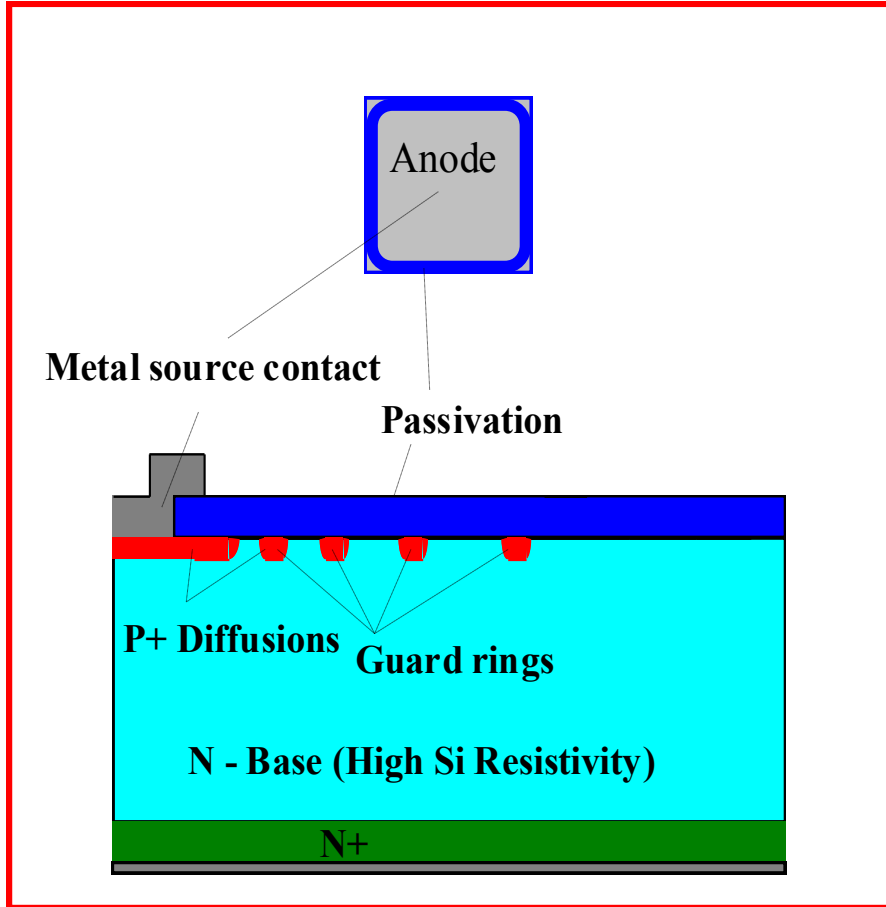 Anode
Metal source contact
Passivation
P+ Diffusions
Guard rings
N - Base (High Si Resistivity)
N+